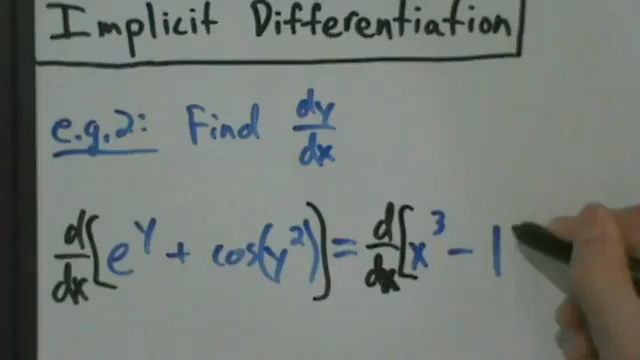 Implicit Differentiation
e.g.2: Find dy/dx
d/dx[e^y + cos(y^2)] = d/dx[x^3 - 1